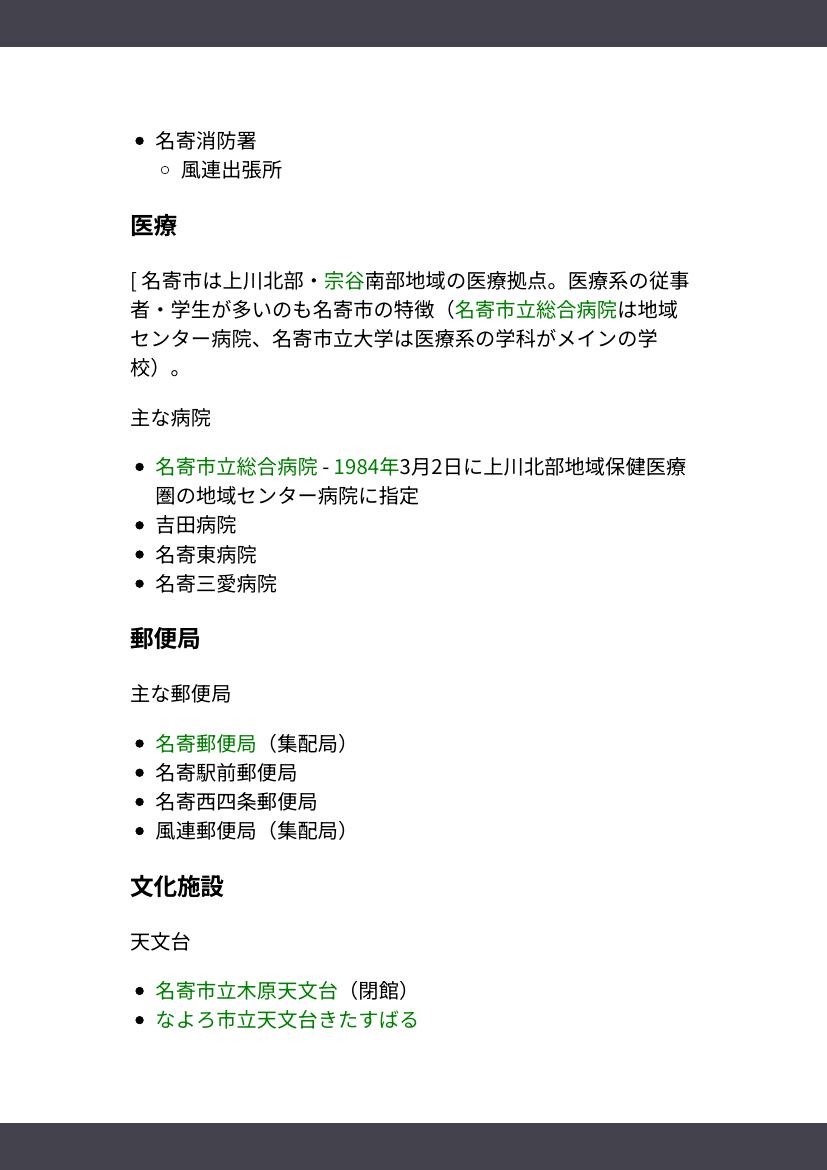 名寄消防署
風連出張所
医療
[ 名寄市は上川北部・宗谷南部地域の医療拠点。医療系の従事
者・学生が多いのも名寄市の特徴（名寄市立総合病院は地域
センター病院、名寄市立大学は医療系の学科がメインの学
校）。
主な病院
名寄市立総合病院 - 1984年3月2日に上川北部地域保健医療
圏の地域センター病院に指定
吉田病院
名寄東病院
名寄三愛病院
郵便局
主な郵便局
名寄郵便局（集配局）
名寄駅前郵便局
名寄西四条郵便局
風連郵便局（集配局）
文化施設
天文台
名寄市立木原天文台（閉館）
なよろ市立天文台きたすばる